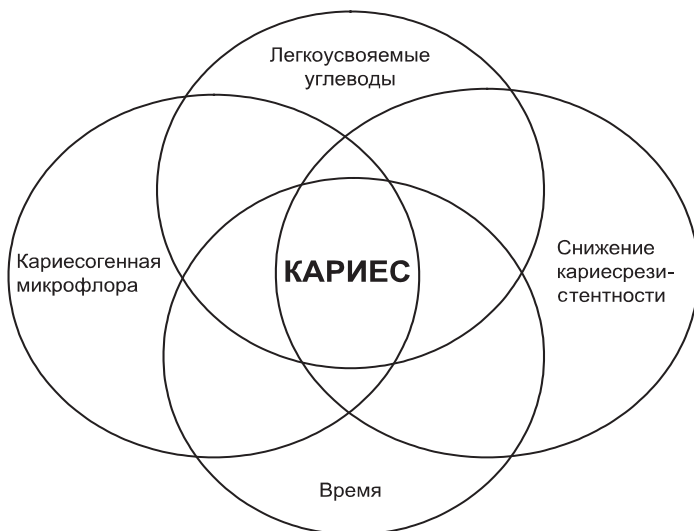 Легкоусвояемые
углеводы
Кариесогенная
микрофлора
КАРИЕС
Снижение
кариесрези-
стентности
Время